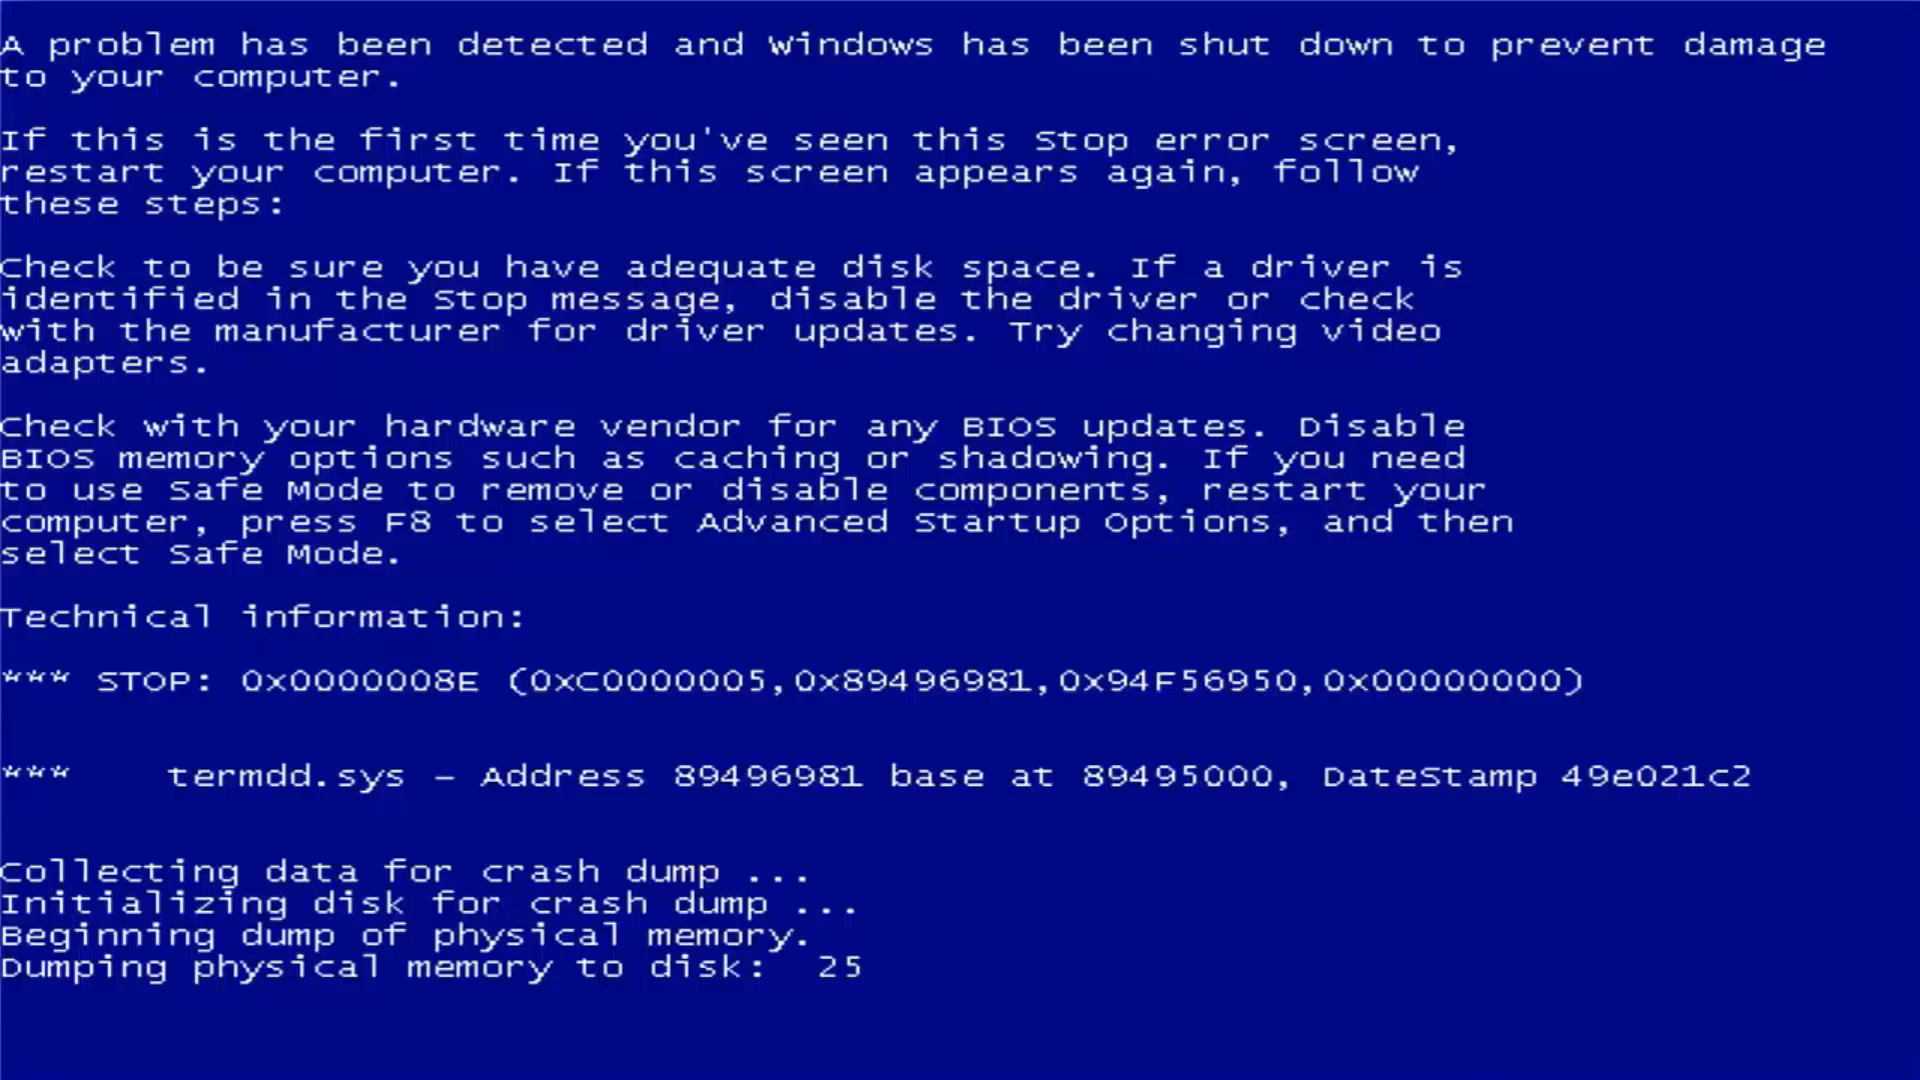 A problem has been detected and Windows has been shut down to prevent damage
to your computer.
If this is the first time you've seen this Stop error screen,
restart your computer. If this screen appears again, follow
these steps:
Check to be sure you have adequate disk space. If a driver is
identified in the Stop message, disable the driver or check
with the manufacturer for driver updates. Try changing video
adapters.
Check with your hardware vendor for any BIOS updates. Disable
BIOS memory options such as caching or shadowing. If you need
to use Safe Mode to remove or disable components, restart your
computer, press F8 to select Advanced Startup Options, and then
select Safe Mode.
Technical information:
*** STOP: 0x0000008E (0xC0000005,0x89496981,0x94F56950,0x00000000)
*** termdd.sys - Address 89496981 base at 89495000, DateStamp 49e021c2
Collecting data for crash dump ...
Initializing disk for crash dump ...
Beginning dump of physical memory.
Dumping physical memory to disk: 25